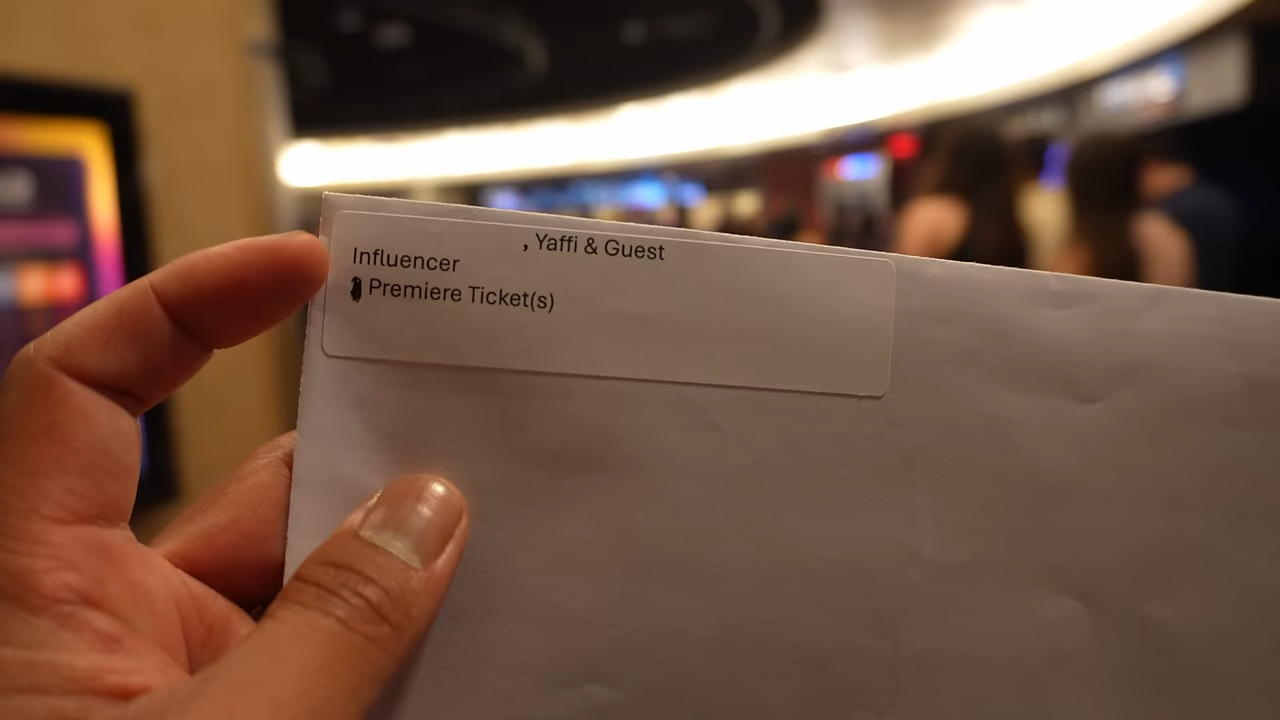 , Yaffi & Guest
Influencer
Premiere Ticket(s)